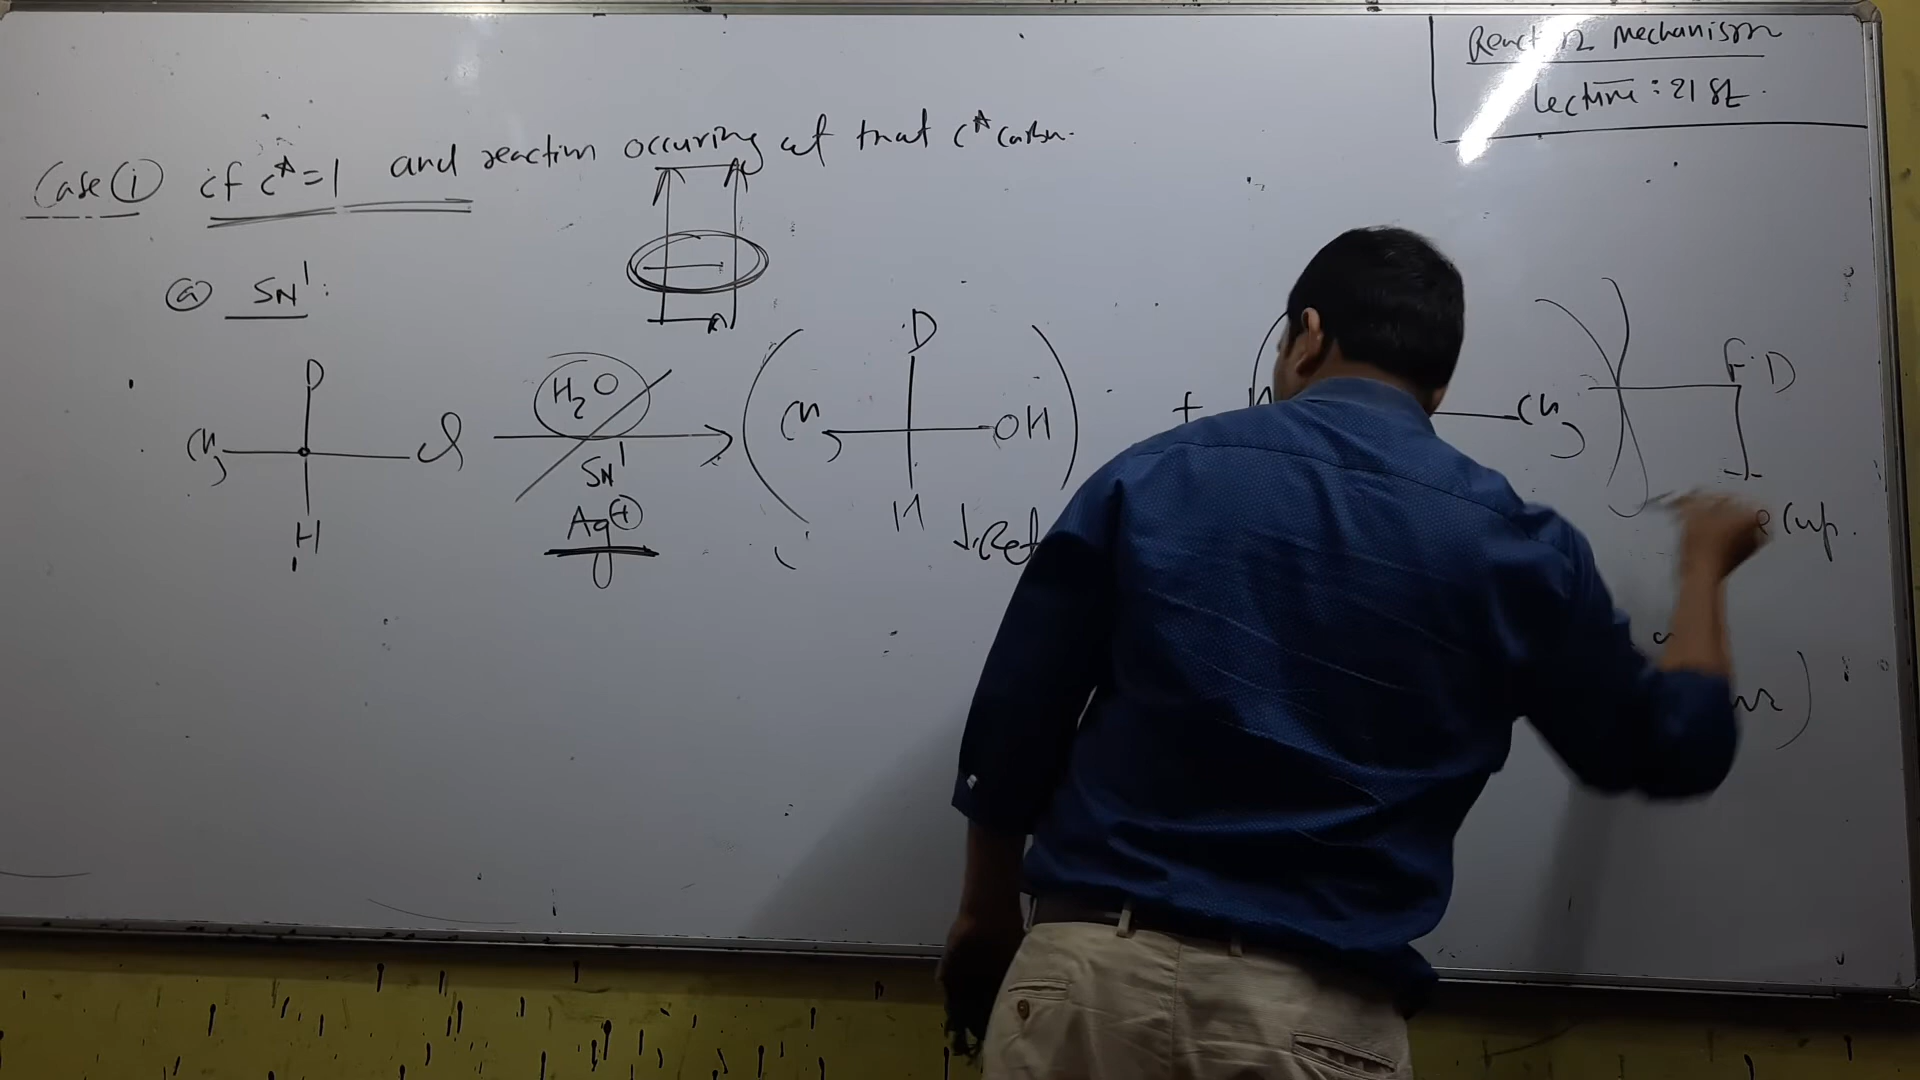 Reaction Mechanism
Lecture: 21 st.
Case (i) if C*=1 and reaction occuring at that C* carbon.
(a) SN1:
D
CH3 Cl
H
H2O
SN1
Ag+
D
CH3 OH
H
+
CH3
D